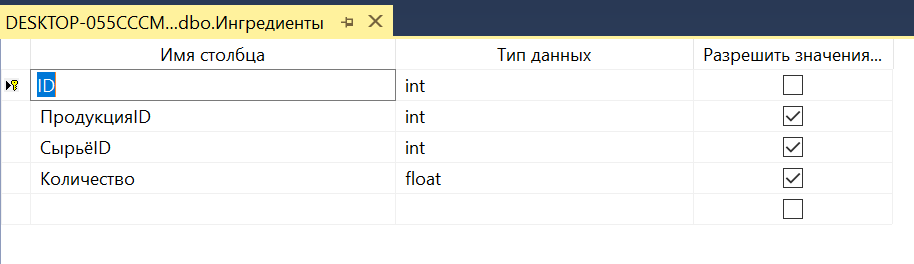 DESKTOP-055CCCM...dbo.Ингредиенты
Имя столбца Тип данных Разрешить значения...
ID int
ПродукцияID int
СырьёID int
Количество float